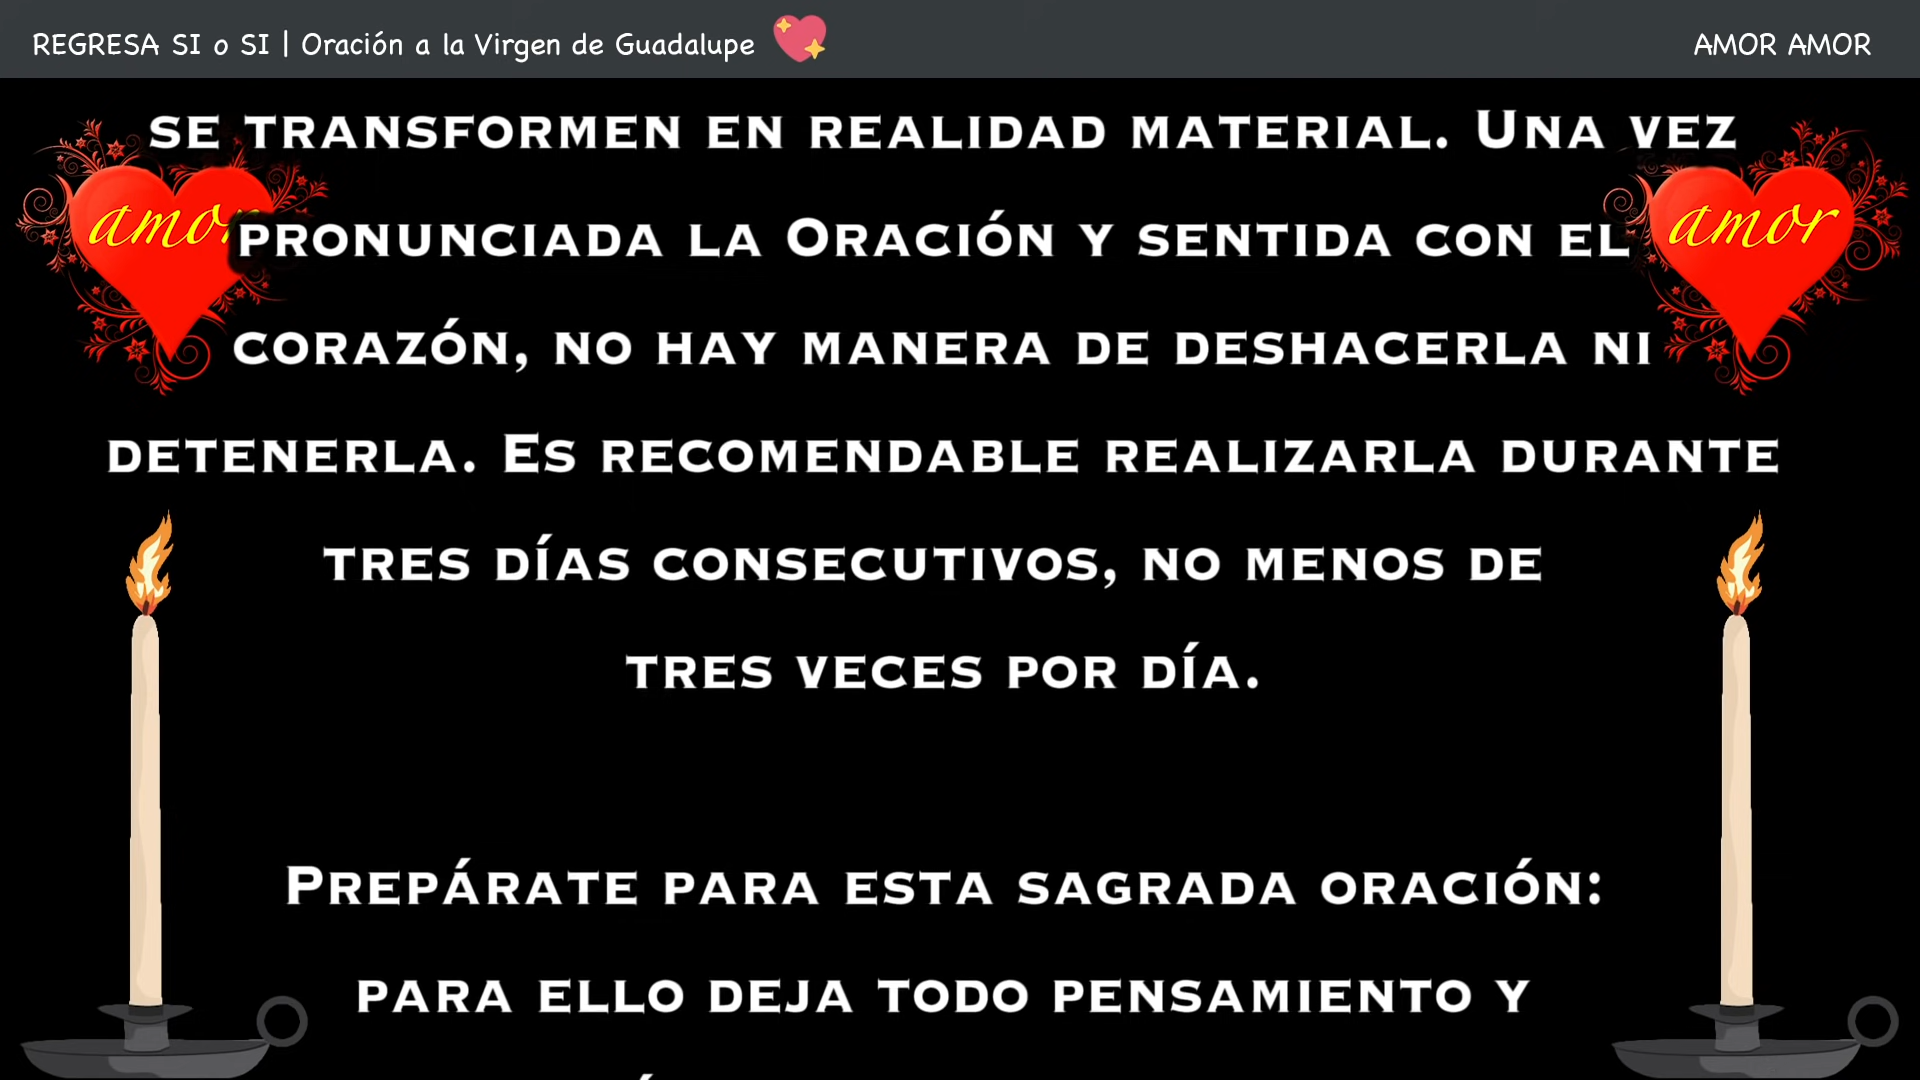 REGRESA SI o SI | Oración a la Virgen de Guadalupe
AMOR AMOR
SE TRANSFORMEN EN REALIDAD MATERIAL. UNA VEZ
amor
amor
PRONUNCIADA LA ORACIÓN Y SENTIDA CON EL
CORAZÓN, NO HAY MANERA DE DESHACERLA NI
DETENERLA. ES RECOMENDABLE REALIZARLA DURANTE
TRES DÍAS CONSECUTIVOS, NO MENOS DE
TRES VECES POR DÍA.
PREPÁRATE PARA ESTA SAGRADA ORACIÓN:
PARA ELLO DEJA TODO PENSAMIENTO Y